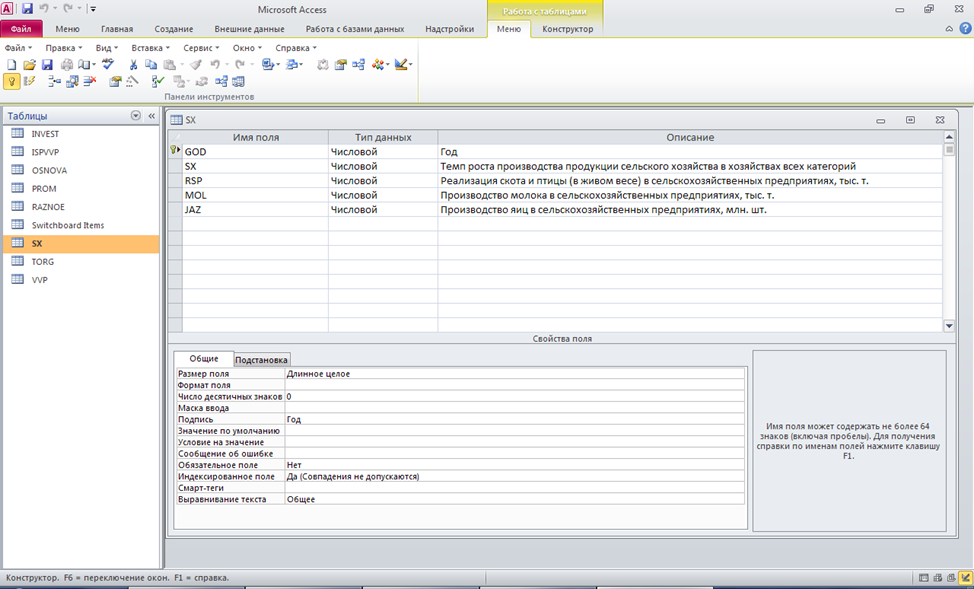 Microsoft Access
Работа с таблицами
Файл Меню Главная Создание Внешние данные Работа с базами данных Надстройки Меню Конструктор
Файл Правка Вид Вставка Сервис Окно Справка
Панели инструментов
Таблицы
INVEST
ISPVVP
OSNOVA
PROM
RAZNOE
Switchboard Items
SX
TORG
VVP
SX
Имя поля Тип данных Описание
GOD Числовой Год
SX Числовой Темп роста производства продукции сельского хозяйства в хозяйствах всех категорий
RSP Числовой Реализация скота и птицы (в живом весе) в сельскохозяйственных предприятиях, тыс. т.
MOL Числовой Производство молока в сельскохозяйственных предприятиях, тыс. т.
JAZ Числовой Производство яиц в сельскохозяйственных предприятиях, млн. шт.
Свойства поля
Общие Подстановка
Размер поля Длинное целое
Формат поля
Число десятичных знаков 0
Маска ввода
Подпись Год
Значение по умолчанию
Условие на значение
Сообщение об ошибке
Обязательное поле Нет
Индексированное поле Да (Совпадения не допускаются)
Смарт-теги
Выравнивание текста Общее
Имя поля может содержать не более 64
знаков (включая пробелы). Для получения
справки по именам полей нажмите клавишу
F1.
Конструктор. F6 = переключение окон. F1 = справка.